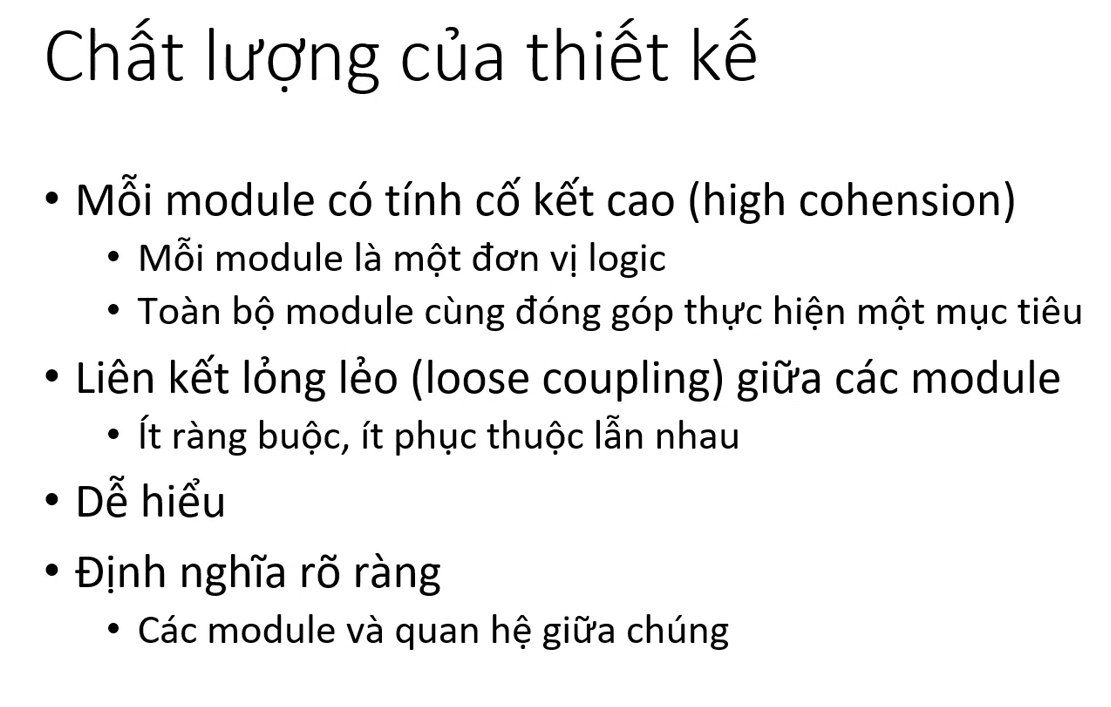 Chất lượng của thiết kế
• Mỗi module có tính cố kết cao (high cohension)
• Mỗi module là một đơn vị logic
• Toàn bộ module cùng đóng góp thực hiện một mục tiêu
• Liên kết lỏng lẻo (loose coupling) giữa các module
• Ít ràng buộc, ít phục thuộc lẫn nhau
• Dễ hiểu
• Định nghĩa rõ ràng
• Các module và quan hệ giữa chúng